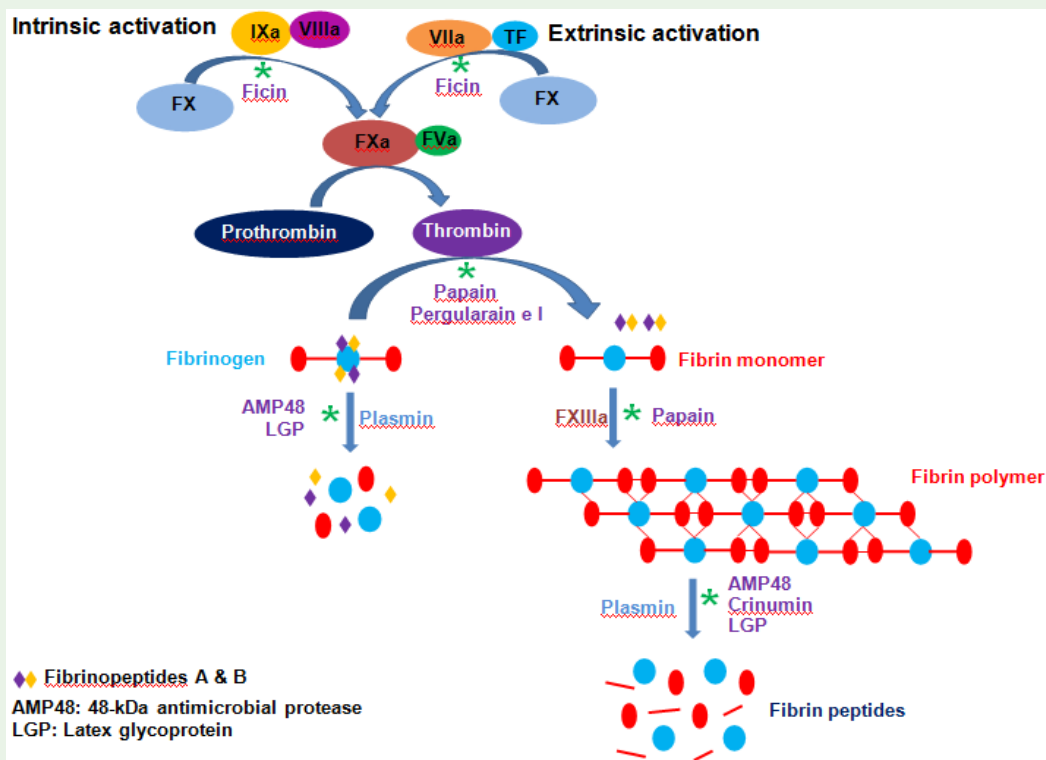 Intrinsic activation
IXa
VIIIa
VIIa
TF
Extrinsic activation
*
Ficin
*
Ficin
FX
FX
FXa
FVa
Prothrombin
Thrombin
*
Papain
Pergularain e I
Fibrinogen
Fibrin monomer
AMP48
LGP
*
Plasmin
FXIIIa
*
Papain
Fibrin polymer
Plasmin
*
AMP48
Crinumin
LGP
Fibrin peptides
Fibrinopeptides A & B
AMP48: 48-kDa antimicrobial protease
LGP: Latex glycoprotein